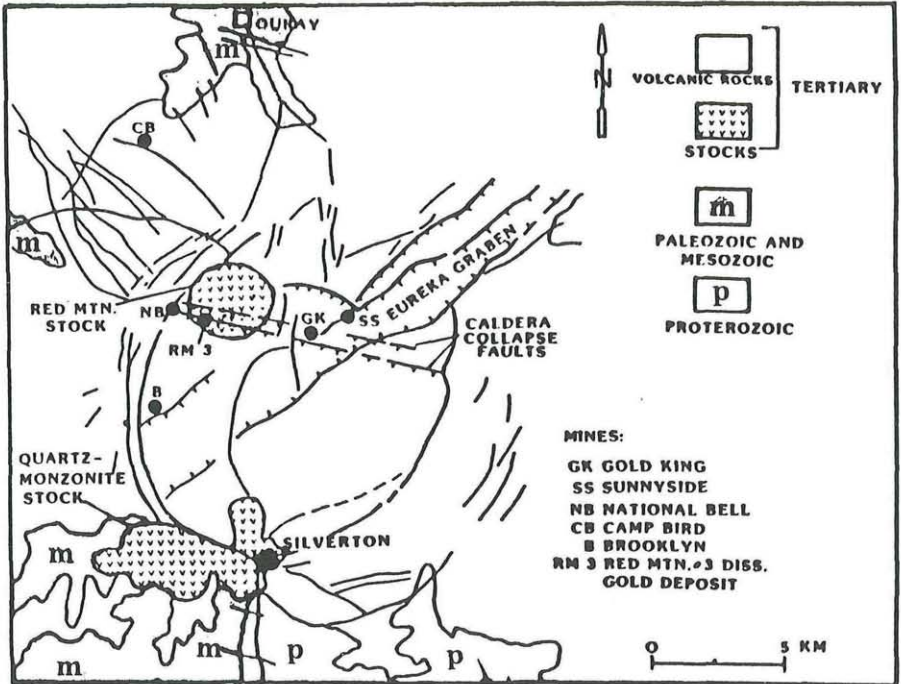 OURAY
m
N
VOLCANIC ROCKS
TERTIARY
STOCKS
CB
m
PALEOZOIC AND
MESOZOIC
m
p
PROTEROZOIC
EUREKA GRABEN
RED MTN.
STOCK
NB
GK
SS
RM 3
CALDERA
COLLAPSE
FAULTS
B
QUARTZ-
MONZONITE
STOCK
MINES:
GK GOLD KING
SS SUNNYSIDE
NB NATIONAL BELL
CB CAMP BIRD
B BROOKLYN
RM 3 RED MTN. #3 DISS.
GOLD DEPOSIT
SILVERTON
m
m
m
p
p
0 5 KM